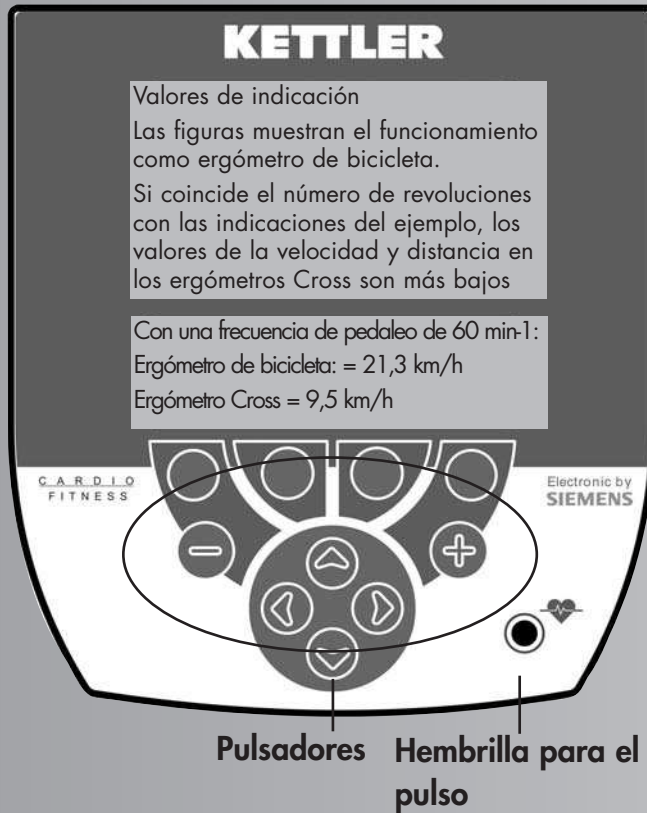 KETTLER
Valores de indicación
Las figuras muestran el funcionamiento
como ergómetro de bicicleta.
Si coincide el número de revoluciones
con las indicaciones del ejemplo, los
valores de la velocidad y distancia en
los ergómetros Cross son más bajos
Con una frecuencia de pedaleo de 60 min-1:
Ergómetro de bicicleta: = 21,3 km/h
Ergómetro Cross = 9,5 km/h
CARDIO
FITNESS
Electronic by
SIEMENS
Pulsadores
Hembrilla para el
pulso